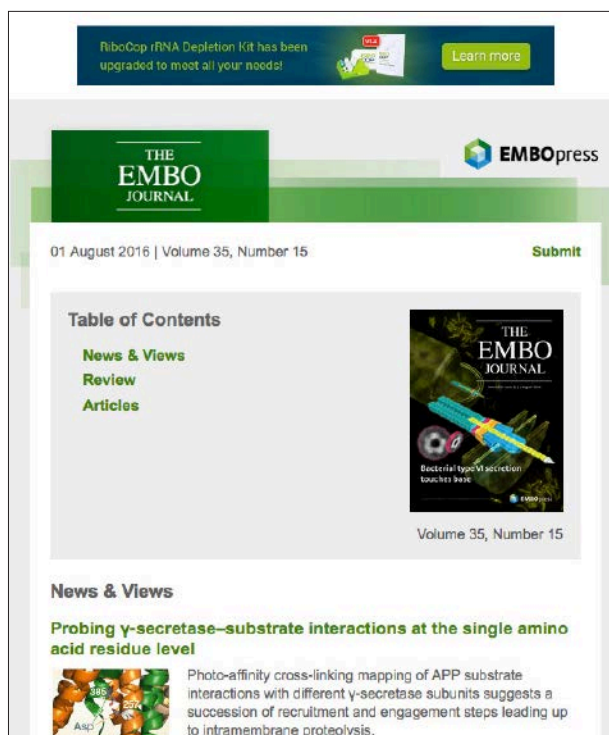 RiboCop rRNA Depletion Kit has been
upgraded to meet all your needs!
Learn more
THE
EMBO
JOURNAL
EMBOpress
01 August 2016 | Volume 35, Number 15
Submit
Table of Contents
News & Views
Review
Articles
THE
EMBO
JOURNAL
Bacterial type VI secretion
touches base
EMBOpress
Volume 35, Number 15
News & Views
Probing γ-secretase–substrate interactions at the single amino
acid residue level
385
257
Asp
Photo-affinity cross-linking mapping of APP substrate
interactions with different γ-secretase subunits suggests a
succession of recruitment and engagement steps leading up
to intramembrane proteolysis.